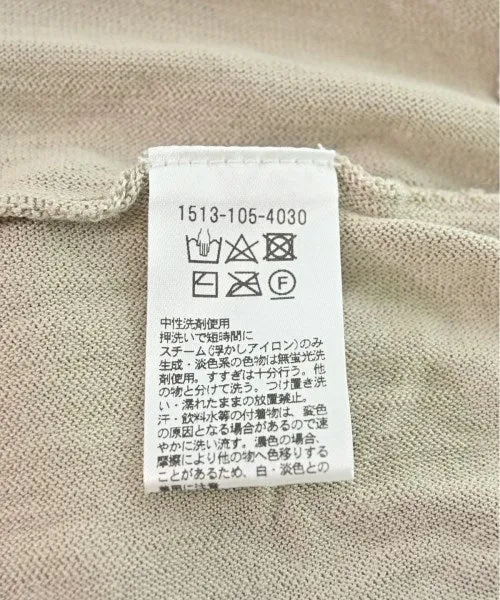 1513-105-4030
F
中性洗剤使用
押洗いで短時間に
スチーム(浮かしアイロン)のみ
生成・淡色系の色物は無蛍光洗
剤使用。すすぎは十分行う。他
の物と分けて洗う。つけ置き洗
い・濡れたままの放置禁止。
汗・飲料水等の付着物は、変色
の原因となる場合があるので速
やかに洗い流す。濃色の場合、
摩擦により他の物へ色移りする
ことがあるため、白・淡色との
着用に注意